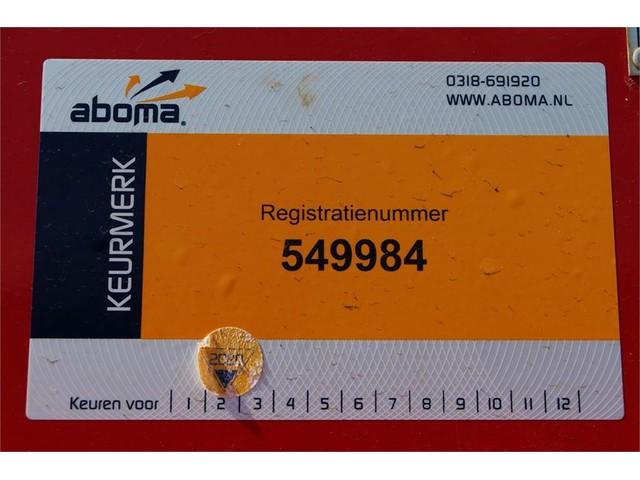 aboma.®
0318-691920
WWW.ABOMA.NL
KEURMERK
Registratienummer
549984
2020
Keuren voor | 1 | 2 | 3 | 4 | 5 | 6 | 7 | 8 | 9 | 10 | 11 | 12 |